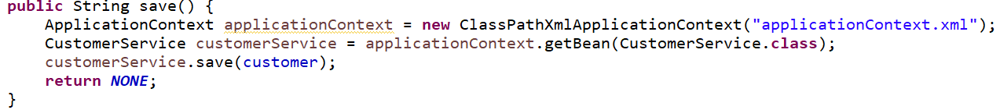 public String save() {
    ApplicationContext applicationContext = new ClassPathXmlApplicationContext("applicationContext.xml");
    CustomerService customerService = applicationContext.getBean(CustomerService.class);
    customerService.save(customer);
    return NONE;
}